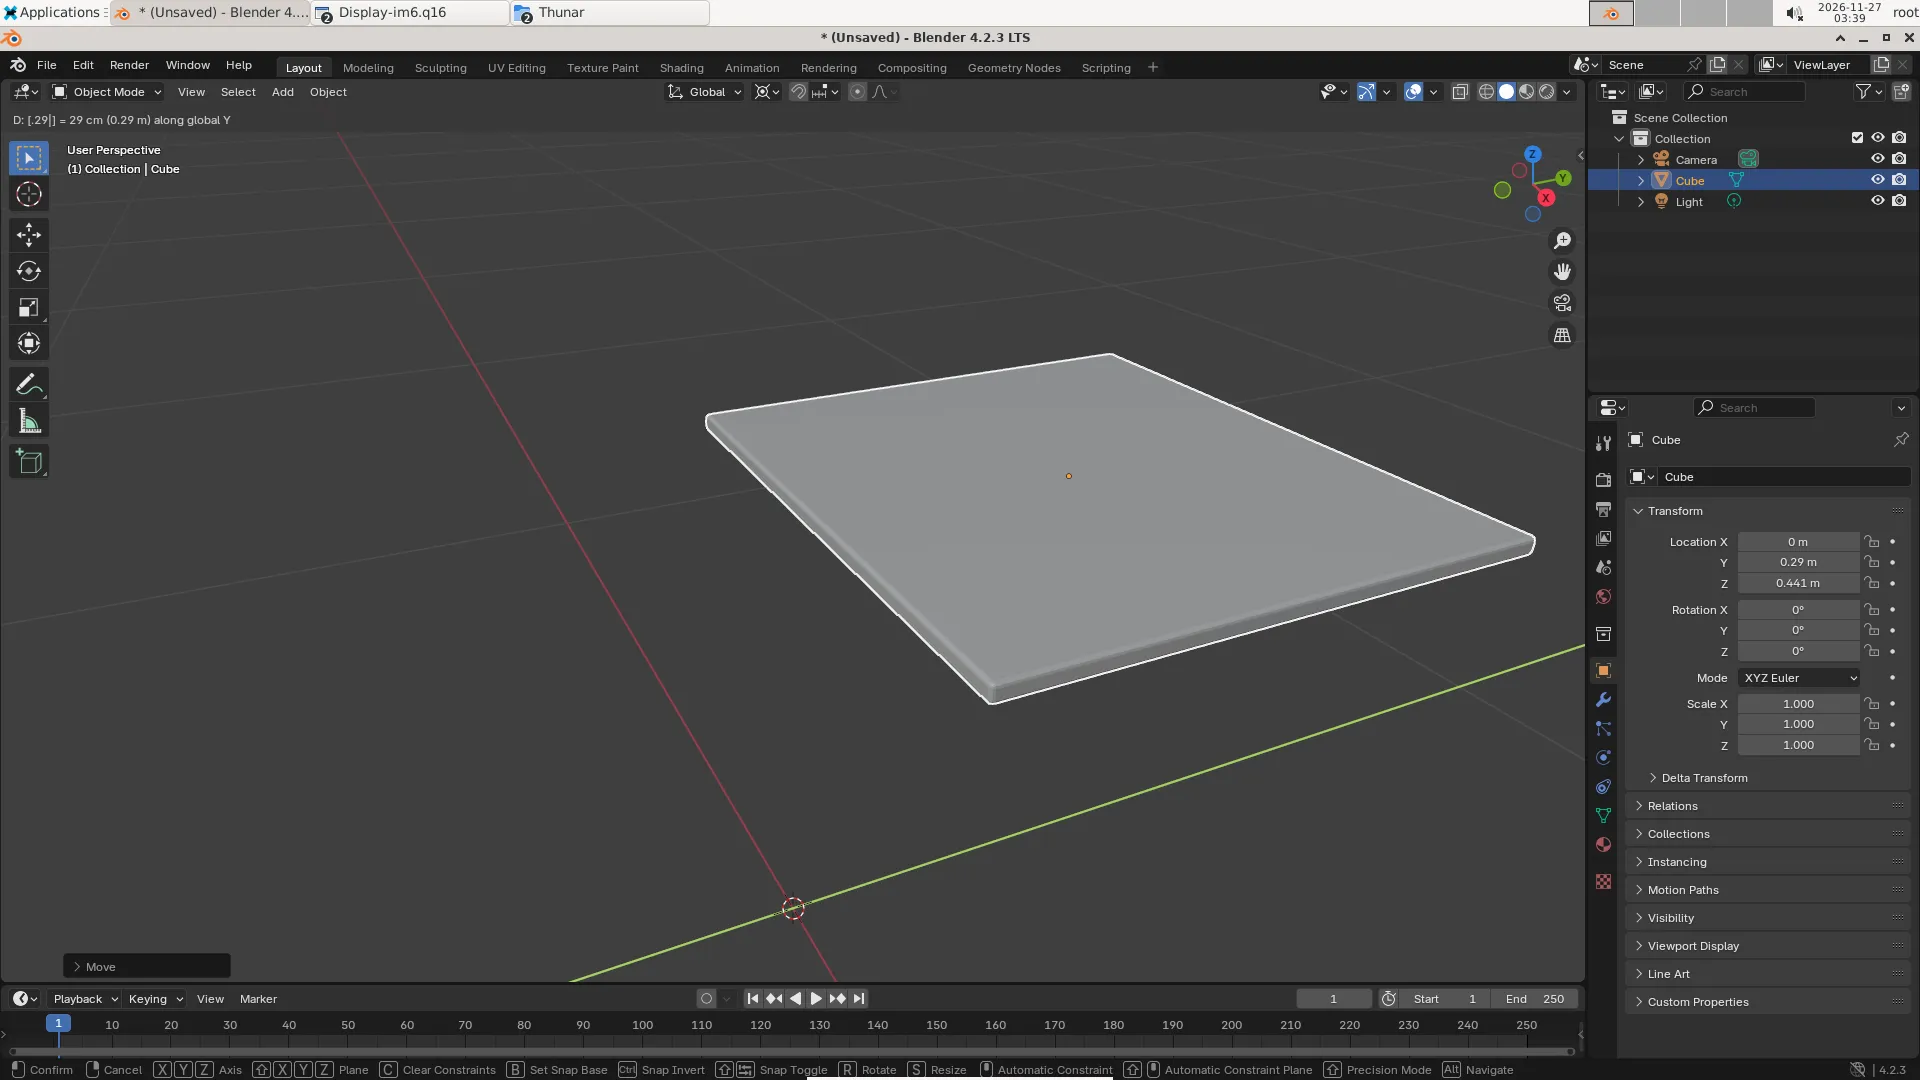 Applications
* (Unsaved) - Blender 4....
2 Display-im6.q16
2 Thunar
2026-11-27
03:39
root
* (Unsaved) - Blender 4.2.3 LTS
File Edit Render Window Help
Layout Modeling Sculpting UV Editing Texture Paint Shading Animation Rendering Compositing Geometry Nodes Scripting +
Scene
ViewLayer
Object Mode View Select Add Object
Global
Search
D: [.29|] = 29 cm (0.29 m) along global Y
User Perspective
(1) Collection | Cube
Z
Y
X
Scene Collection
Collection
Camera
Cube
Light
Search
Cube
Cube
Transform
Location X 0 m
Y 0.29 m
Z 0.441 m
Rotation X 0°
Y 0°
Z 0°
Mode XYZ Euler
Scale X 1.000
Y 1.000
Z 1.000
Delta Transform
Relations
Collections
Instancing
Motion Paths
Visibility
Viewport Display
Line Art
Custom Properties
Move
Playback Keying View Marker
1
Start 1
End 250
1 10 20 30 40 50 60 70 80 90 100 110 120 130 140 150 160 170 180 190 200 210 220 230 240 250
Confirm Cancel X Y Z Axis X Y Z Plane C Clear Constraints B Set Snap Base Ctrl Snap Invert Snap Toggle R Rotate S Resize Automatic Constraint Automatic Constraint Plane Precision Mode Alt Navigate
4.2.3